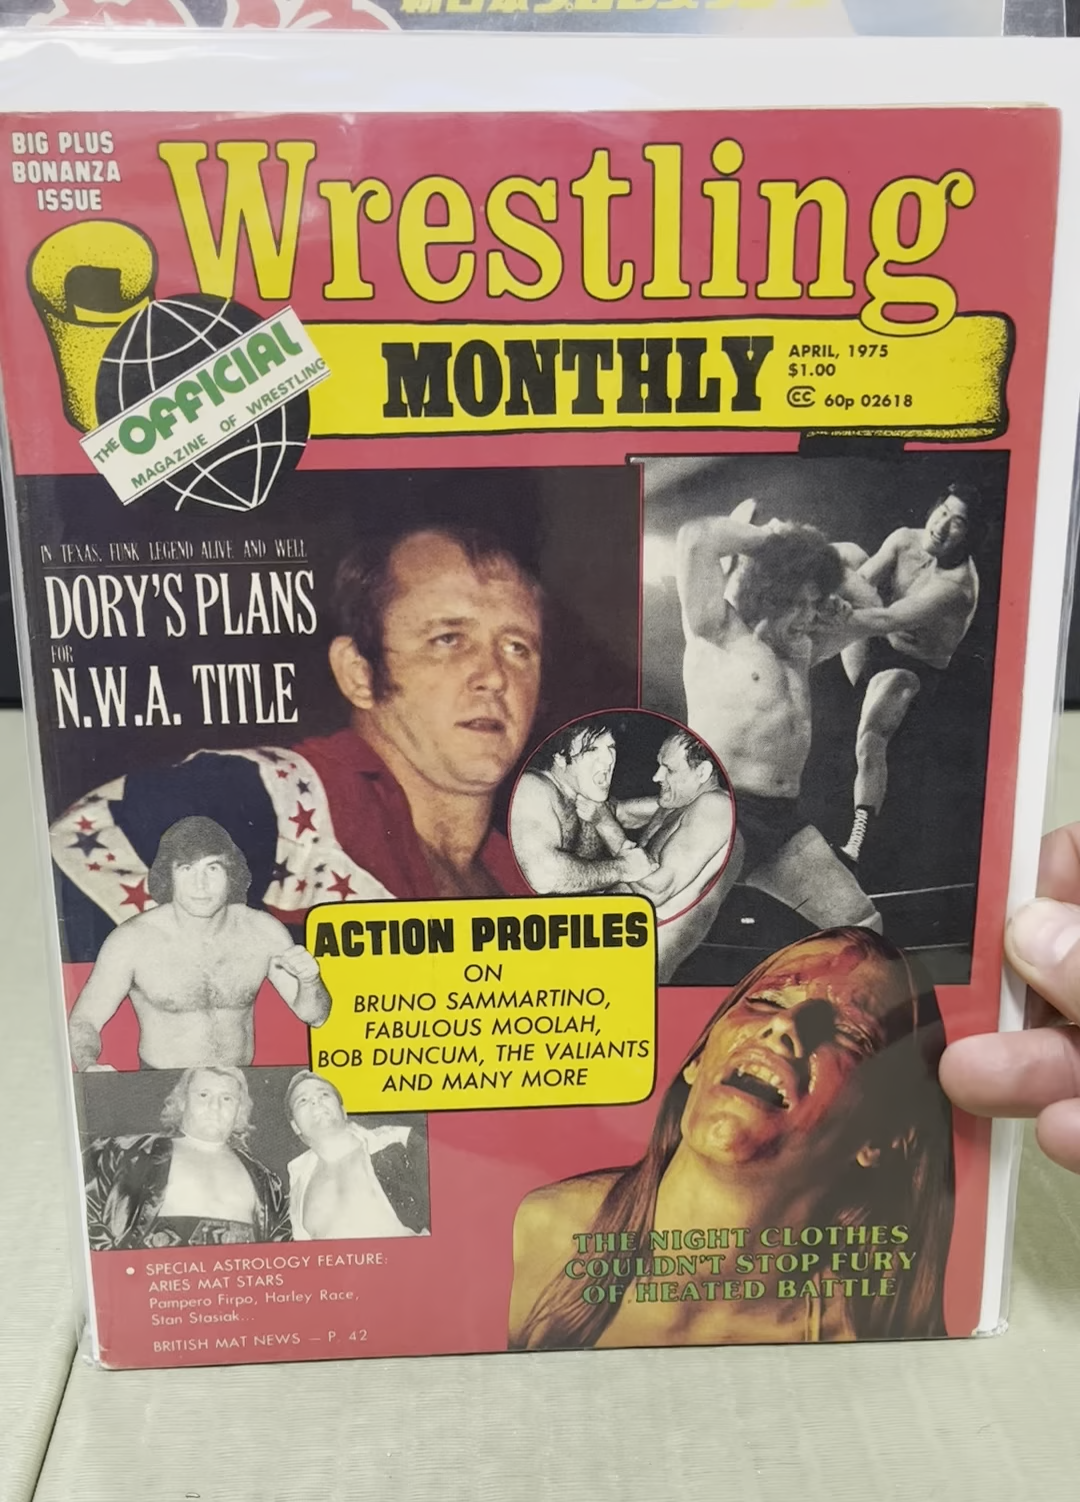 BIG PLUS
BONANZA
ISSUE
Wrestling
MONTHLY
APRIL, 1975
$1.00
CC 60p 02618
THE OFFICIAL
MAGAZINE OF WRESTLING
IN TEXAS, FUNK LEGEND ALIVE AND WELL
DORY'S PLANS
FOR
N.W.A. TITLE
ACTION PROFILES
ON
BRUNO SAMMARTINO,
FABULOUS MOOLAH,
BOB DUNCUM, THE VALIANTS
AND MANY MORE
THE NIGHT CLOTHES
COULDN'T STOP FURY
OF HEATED BATTLE
• SPECIAL ASTROLOGY FEATURE:
ARIES MAT STARS
Pampero Firpo, Harley Race,
Stan Stasiak...
BRITISH MAT NEWS — P. 42